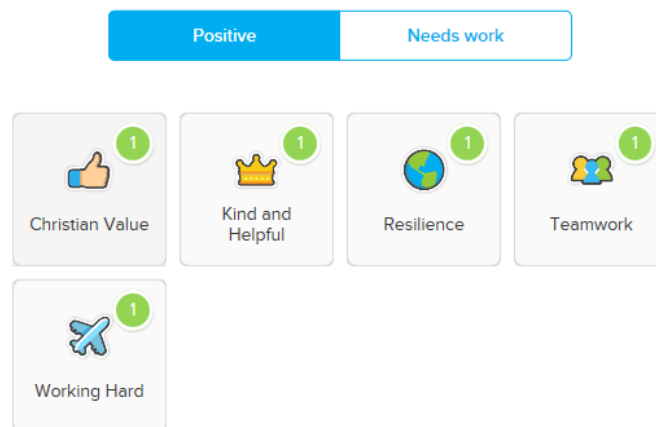 Positive Needs work
1 1 1 1
Christian Value Kind and Helpful Resilience Teamwork
1
Working Hard